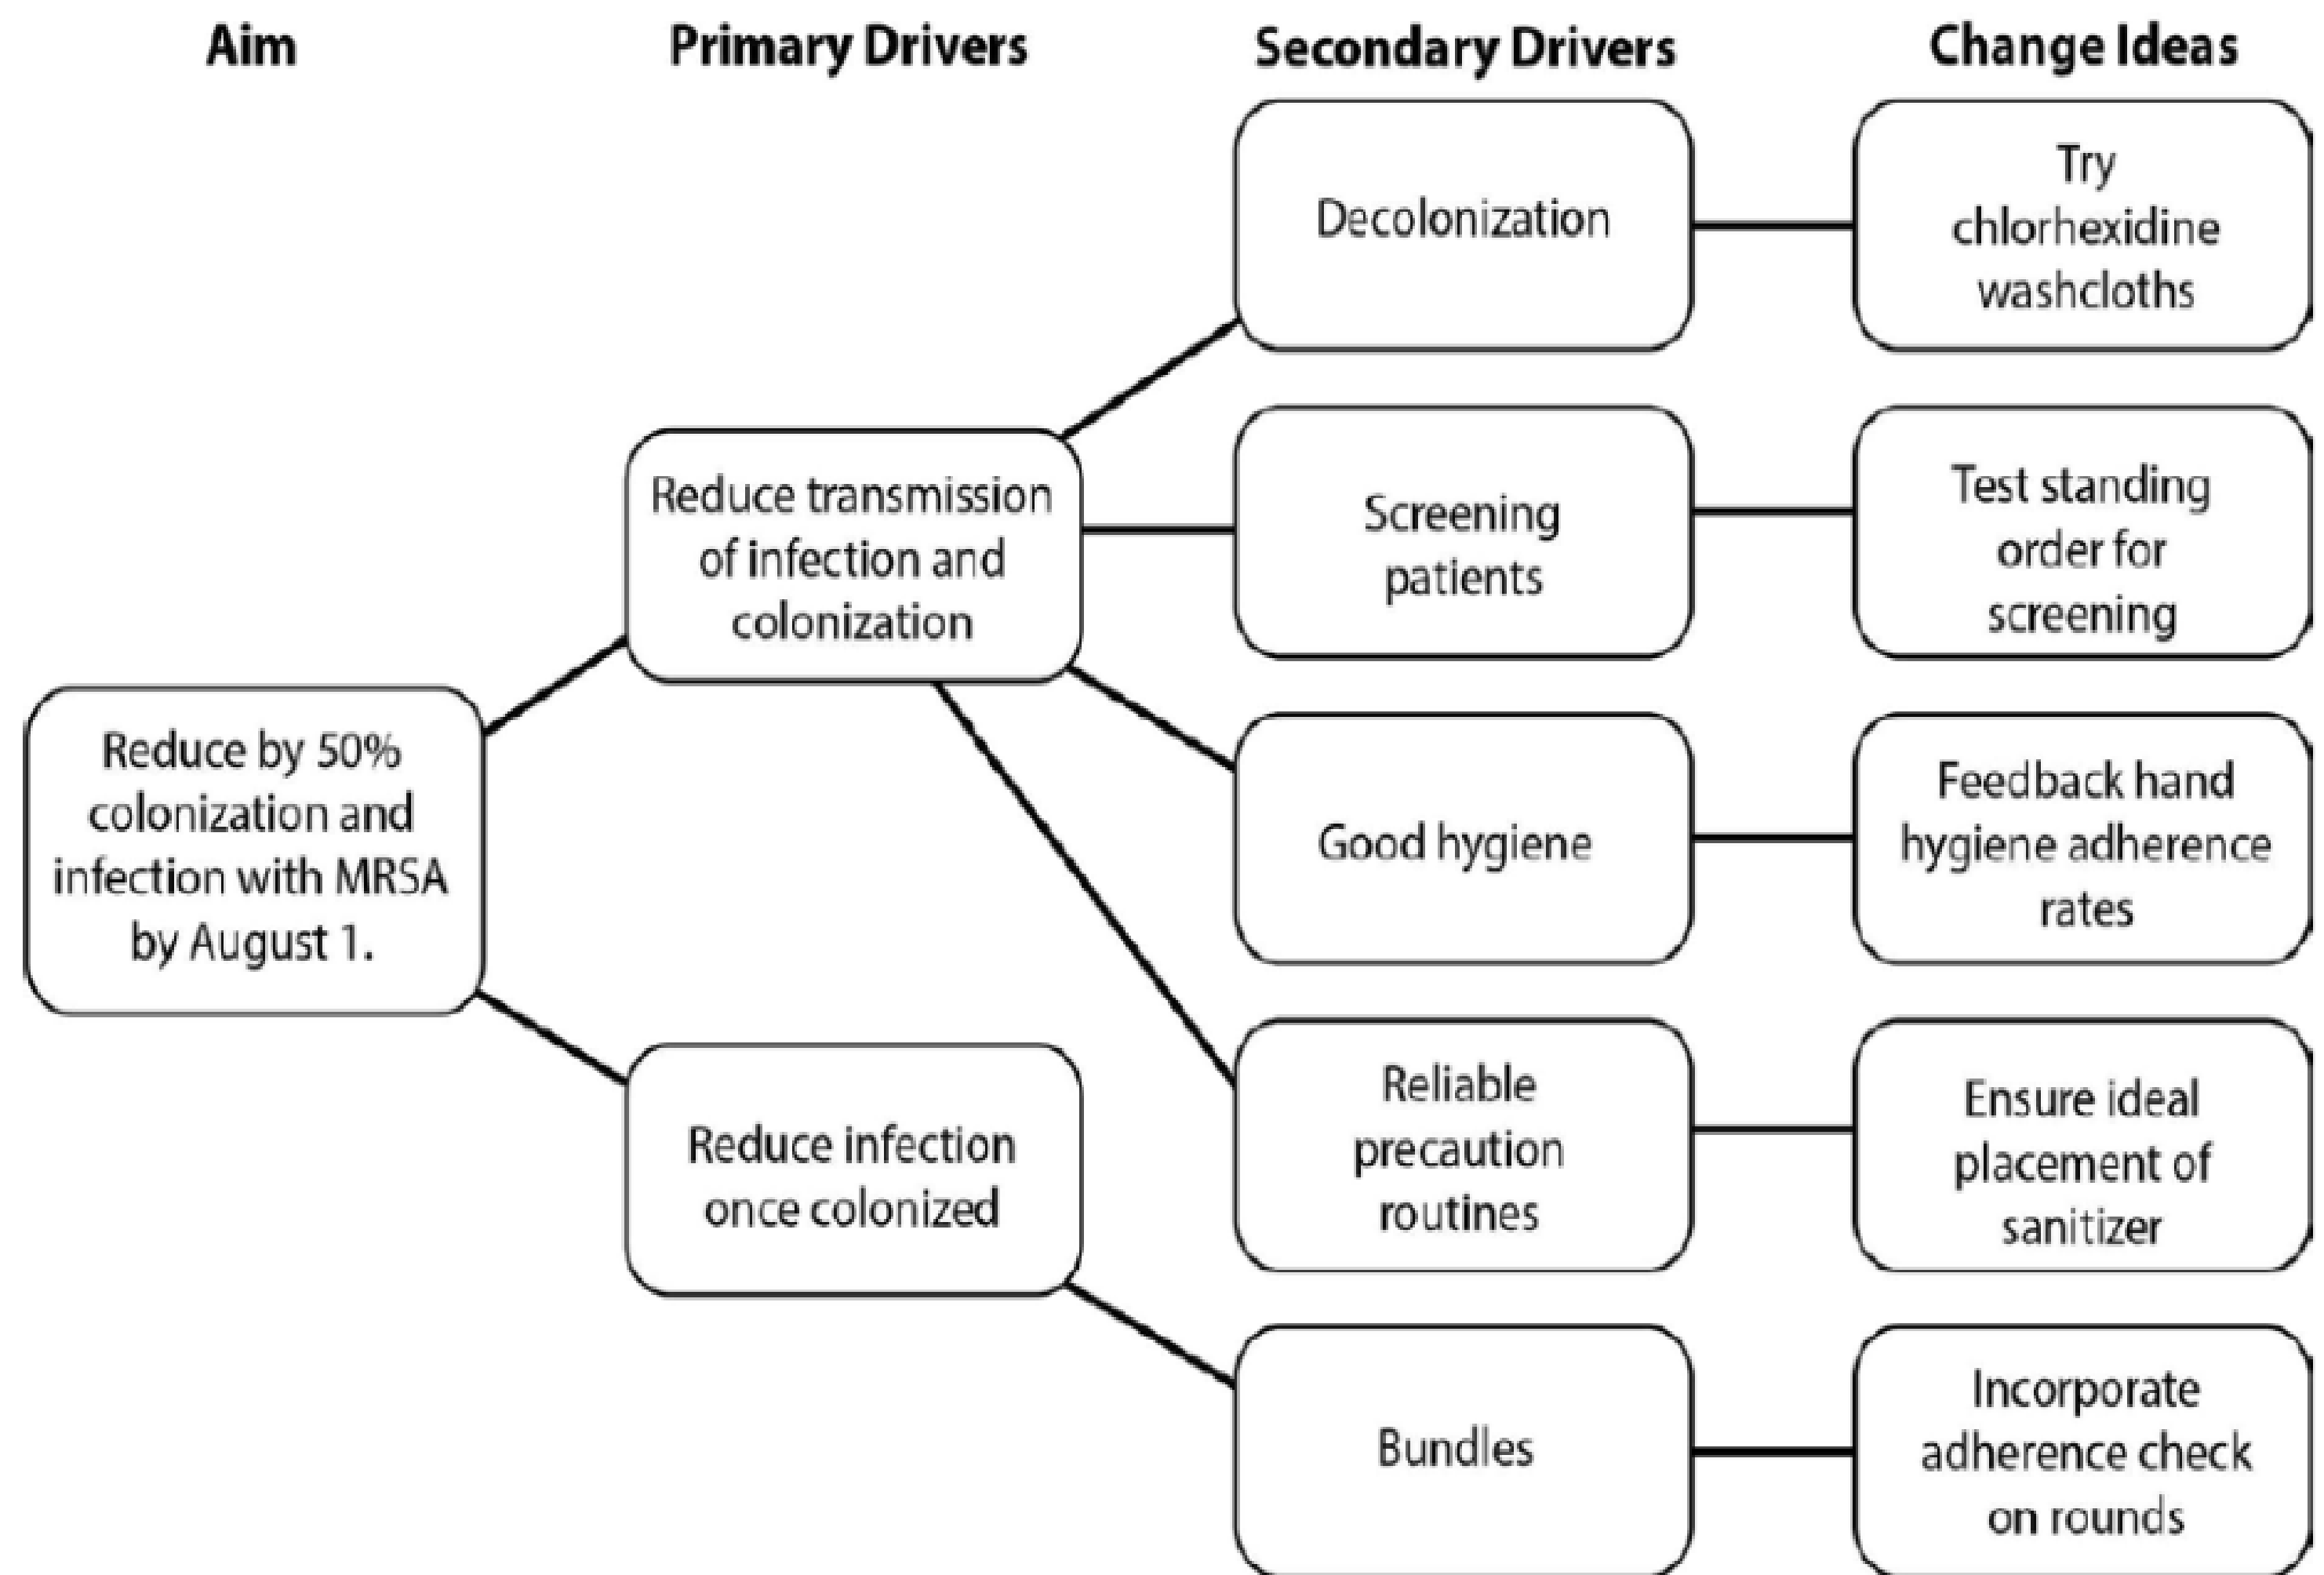 Aim
Primary Drivers
Secondary Drivers
Change Ideas
Reduce by 50%
colonization and
infection with MRSA
by August 1.
Reduce transmission
of infection and
colonization
Reduce infection
once colonized
Decolonization
Screening
patients
Good hygiene
Reliable
precaution
routines
Bundles
Try
chlorhexidine
washcloths
Test standing
order for
screening
Feedback hand
hygiene adherence
rates
Ensure ideal
placement of
sanitizer
Incorporate
adherence check
on rounds